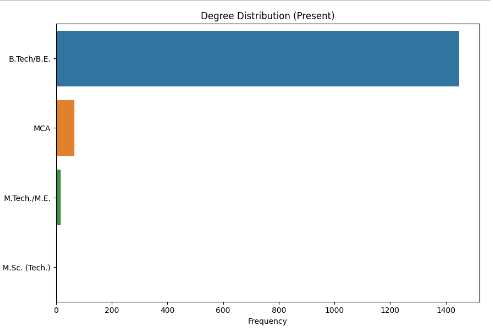 Degree Distribution (Present)
B.Tech/B.E.
MCA
M.Tech./M.E.
M.Sc. (Tech.)
0 200 400 600 800 1000 1200 1400
Frequency